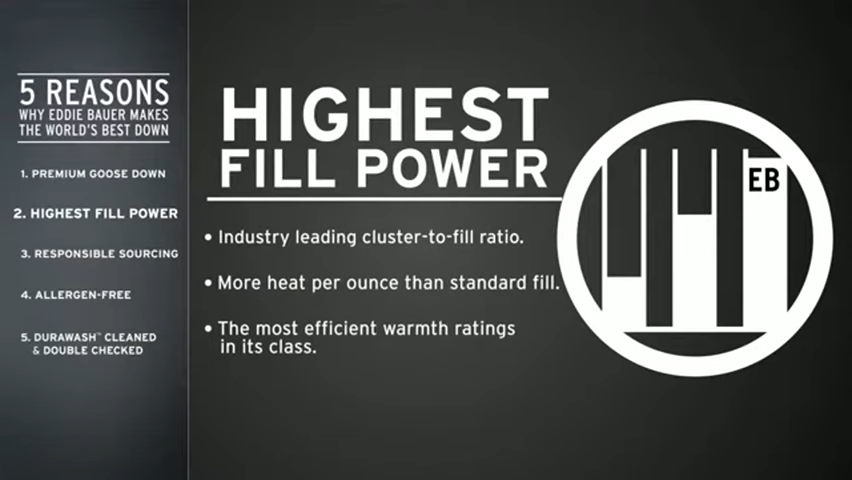 5 REASONS
WHY EDDIE BAUER MAKES
THE WORLD'S BEST DOWN
1. PREMIUM GOOSE DOWN
2. HIGHEST FILL POWER
3. RESPONSIBLE SOURCING
4. ALLERGEN-FREE
5. DURAWASH™ CLEANED
& DOUBLE CHECKED
HIGHEST
FILL POWER
• Industry leading cluster-to-fill ratio.
• More heat per ounce than standard fill.
• The most efficient warmth ratings
in its class.
EB